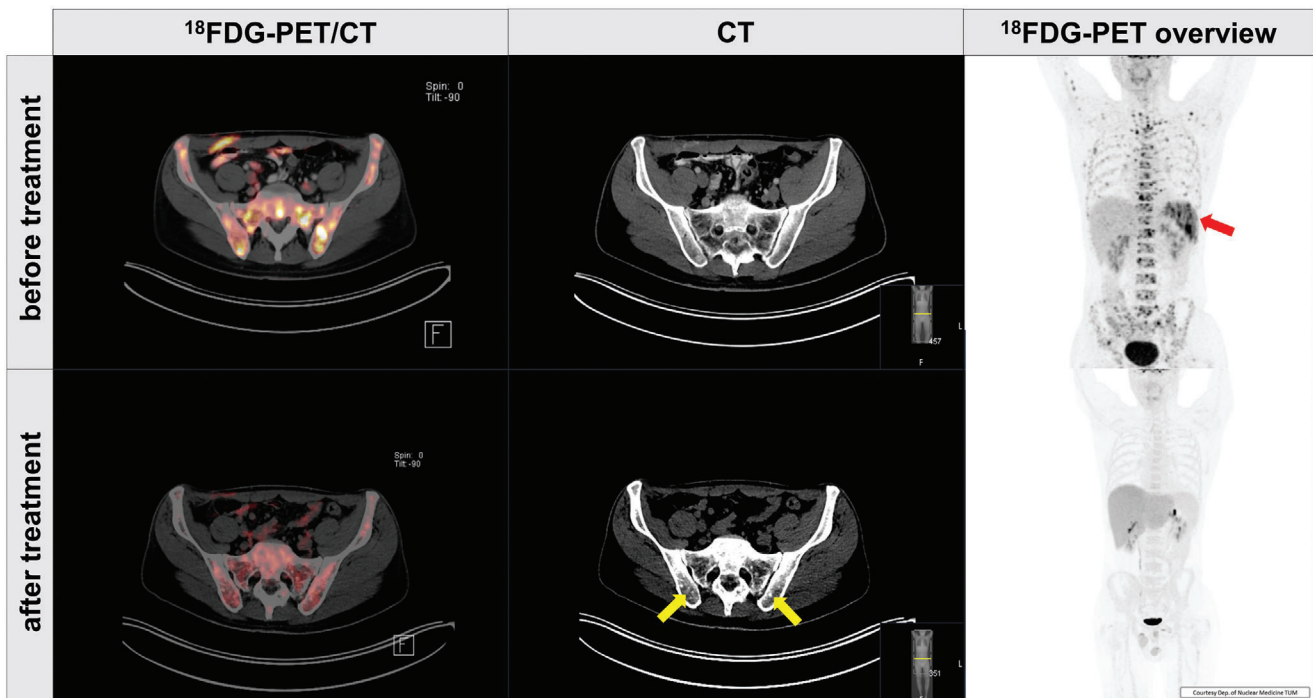 ¹⁸FDG-PET/CT
CT
¹⁸FDG-PET overview
before treatment
Spin: 0
Tilt: -90
F
L
457
F
after treatment
Spin: 0
Tilt: -90
F
L
351
Courtesy Dep. of Nuclear Medicine TUM